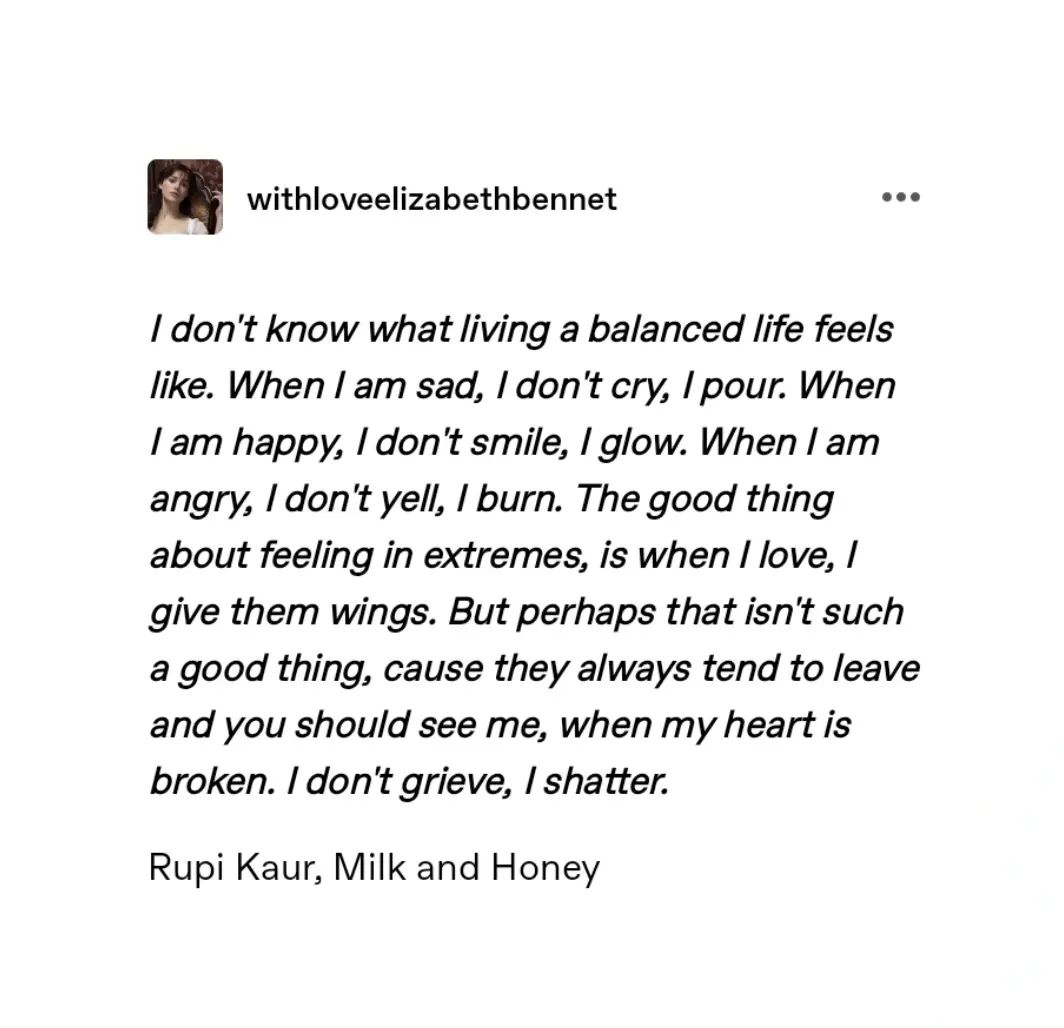 withloveelizabethbennet
I don't know what living a balanced life feels
like. When I am sad, I don't cry, I pour. When
I am happy, I don't smile, I glow. When I am
angry, I don't yell, I burn. The good thing
about feeling in extremes, is when I love, I
give them wings. But perhaps that isn't such
a good thing, cause they always tend to leave
and you should see me, when my heart is
broken. I don't grieve, I shatter.
Rupi Kaur, Milk and Honey